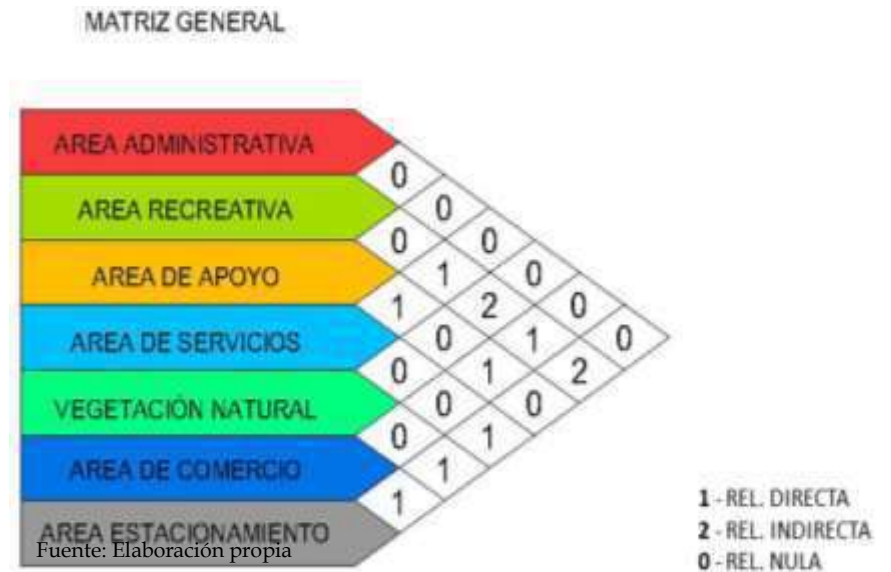 MATRIZ GENERAL
AREA ADMINISTRATIVA
0
AREA RECREATIVA 0
0 0
AREA DE APOYO 1 0
1 2 0
AREA DE SERVICIOS 0 1 0
0 1 2
VEGETACIÓN NATURAL 0 0
0 1
AREA DE COMERCIO 1
1
AREA ESTACIONAMIENTO
Fuente: Elaboración propia
1 - REL. DIRECTA
2 - REL. INDIRECTA
0 - REL. NULA